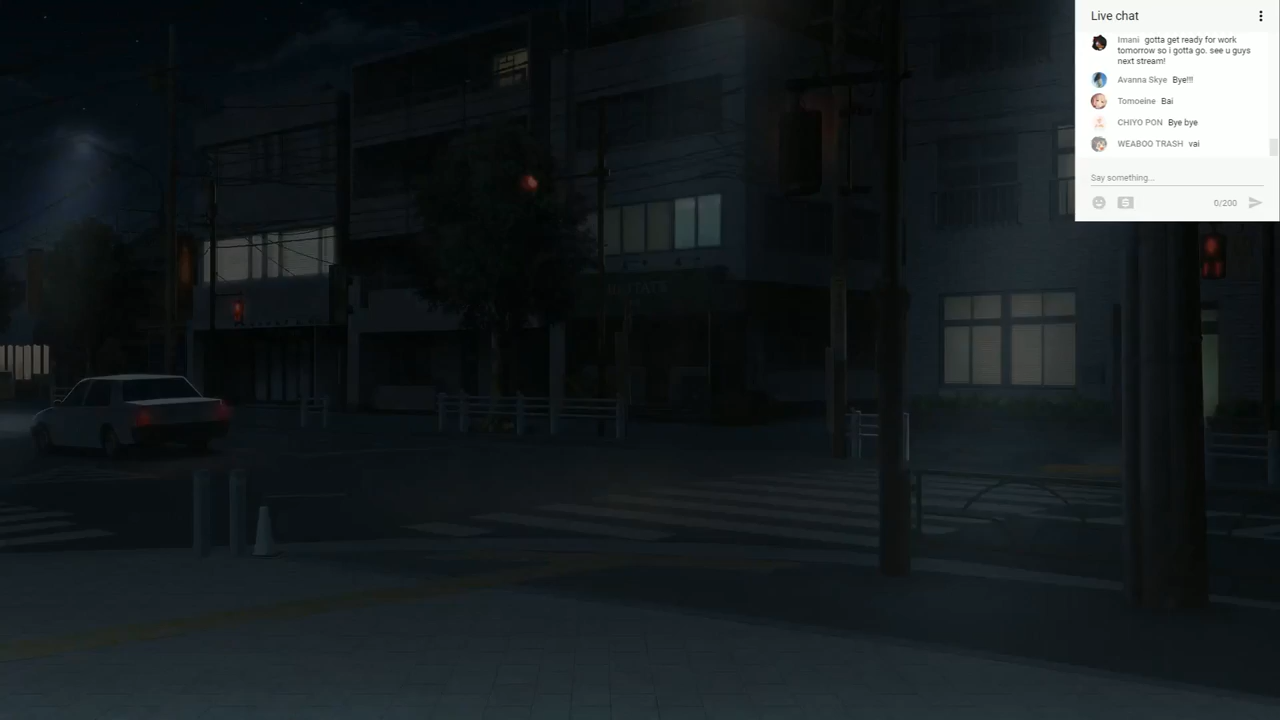 Live chat
Imani gotta get ready for work
tomorrow so i gotta go. see u guys
next stream!
Avanna Skye Bye!!!
Tomoeine Bai
CHIYO PON Bye bye
WEABOO TRASH vai
Say something...
0/200